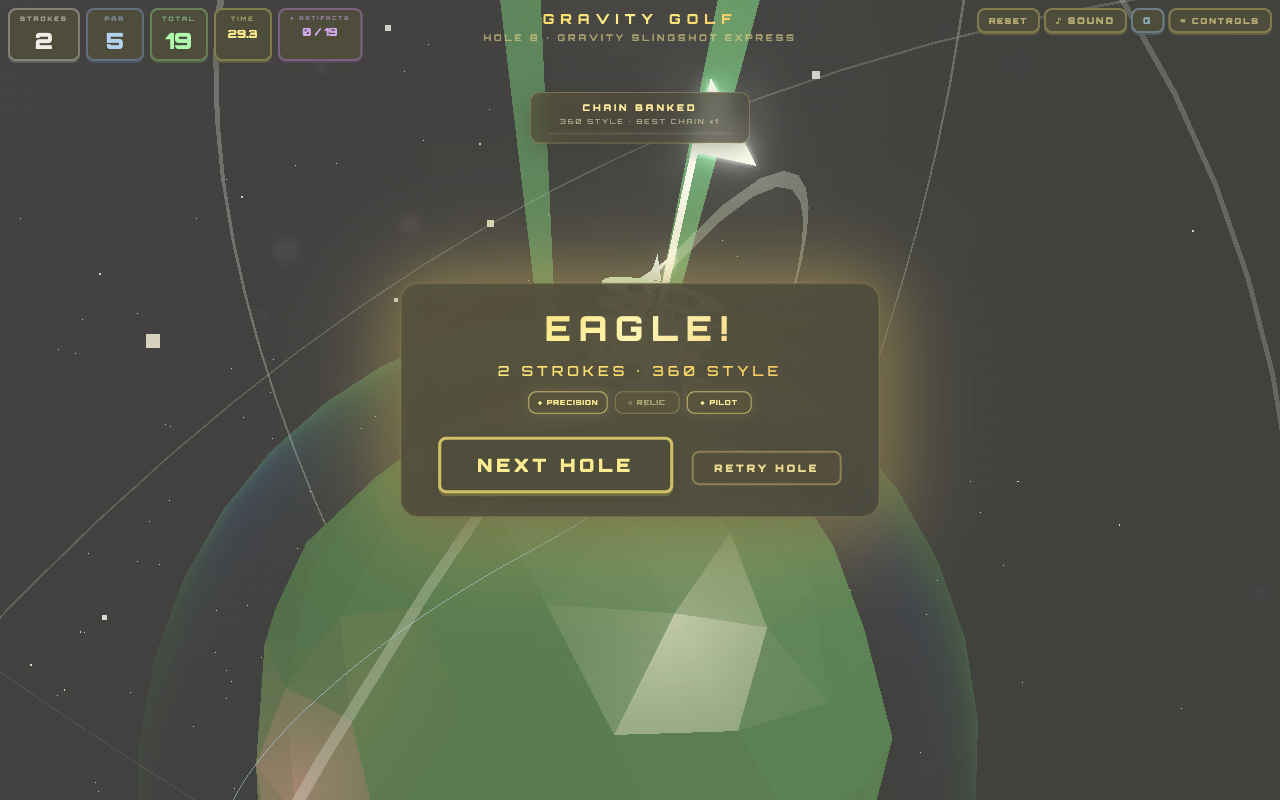 STROKES
2
PAR
5
TOTAL
19
TIME
29.3
ARTIFACTS
0 / 19
GRAVITY GOLF
HOLE 8 · GRAVITY SLINGSHOT EXPRESS
RESET
♪ SOUND
G
≡ CONTROLS
CHAIN BANKED
360 STYLE · BEST CHAIN ×1
EAGLE!
2 STROKES · 360 STYLE
◆ PRECISION
◇ RELIC
◆ PILOT
NEXT HOLE
RETRY HOLE